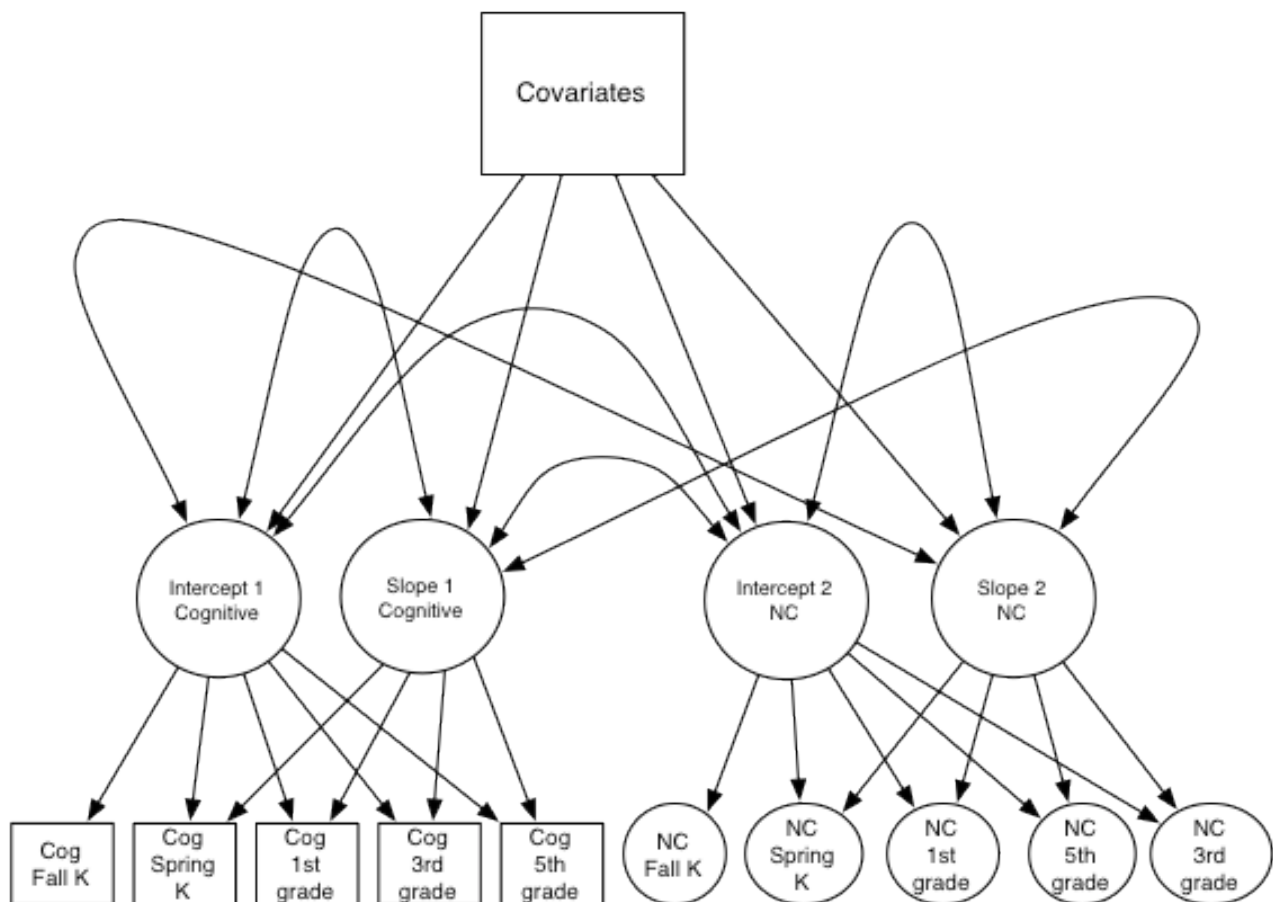 Covariates
Intercept 1
Cognitive
Slope 1
Cognitive
Intercept 2
NC
Slope 2
NC
Cog
Fall K
Cog
Spring
K
Cog
1st
grade
Cog
3rd
grade
Cog
5th
grade
NC
Fall K
NC
Spring
K
NC
1st
grade
NC
5th
grade
NC
3rd
grade